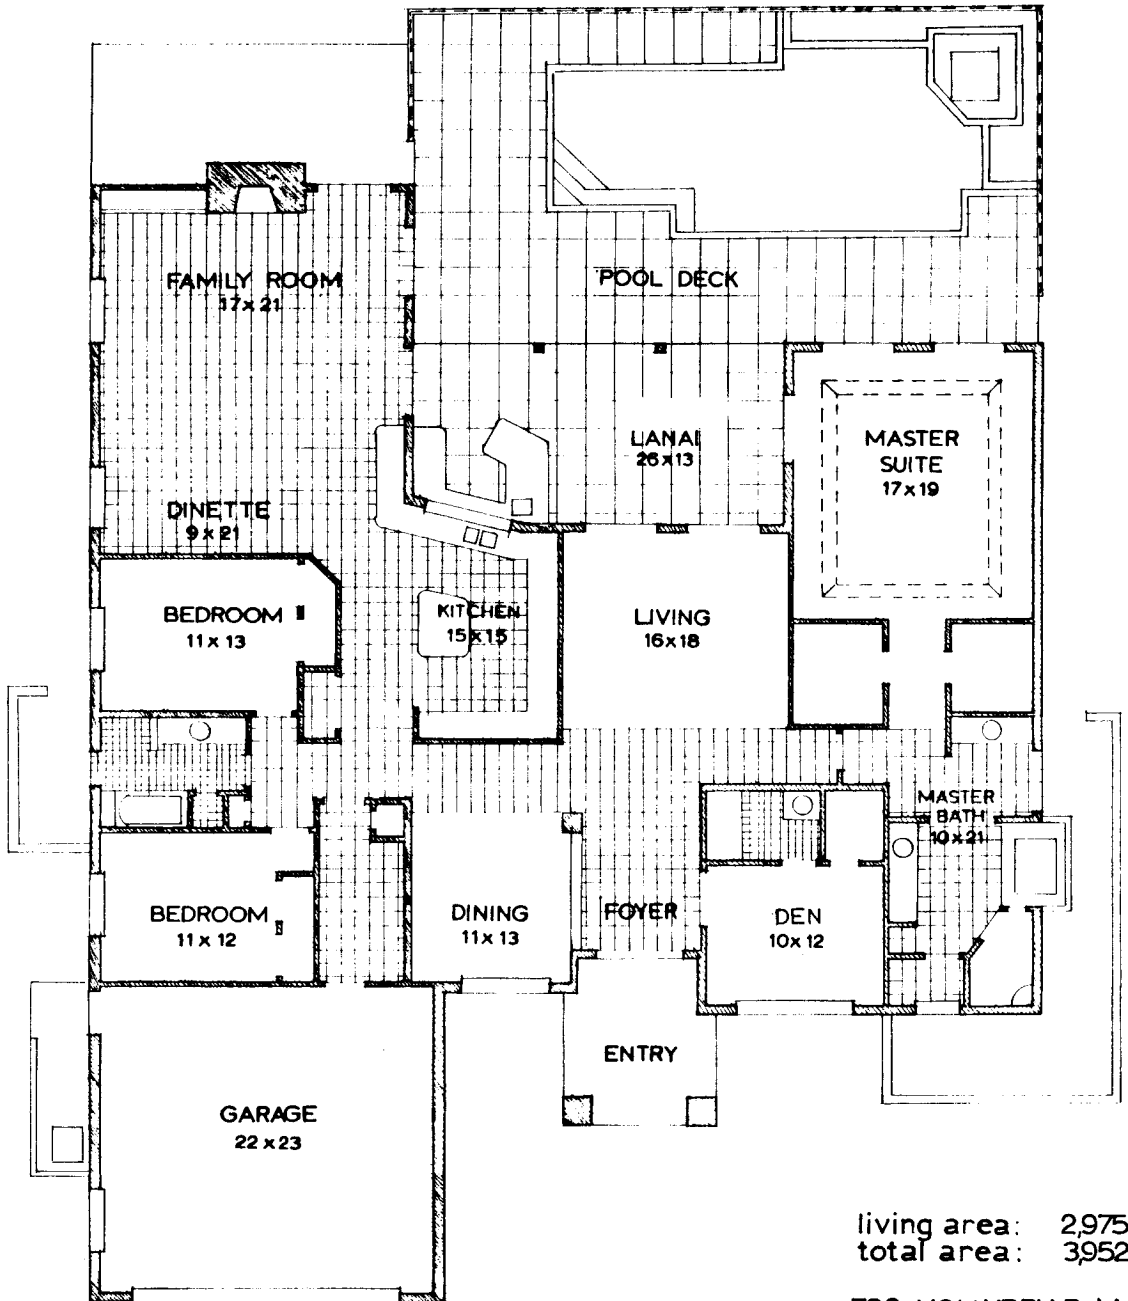 FAMILY ROOM
17 x 21
POOL DECK
LANAI
26 x 13
MASTER
SUITE
17 x 19
DINETTE
9 x 21
BEDROOM
11 x 13
KITCHEN
15 x 15
LIVING
16 x 18
MASTER
BATH
10 x 21
BEDROOM
11 x 12
DINING
11 x 13
FOYER
DEN
10 x 12
ENTRY
GARAGE
22 x 23
living area: 2,975
total area: 3,952